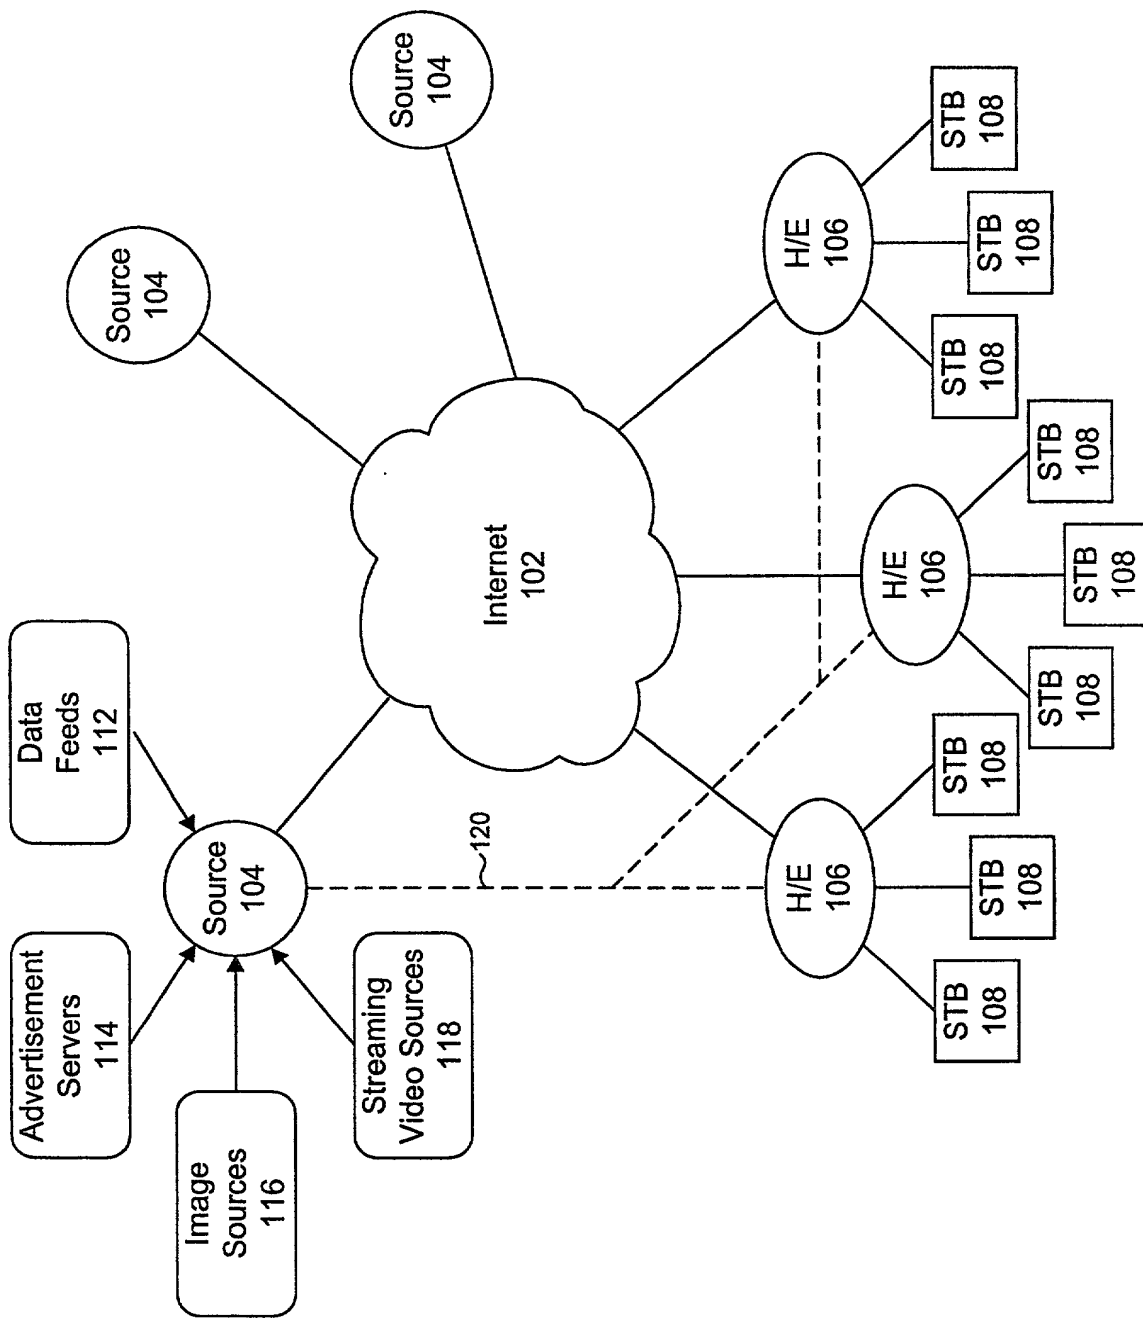 Advertisement
Servers
114
Data
Feeds
112
Source
104
Image
Sources
116
Source
104
Streaming
Video Sources
118
Source
104
120
Internet
102
H/E
106
H/E
106
H/E
106
STB
108
STB
108
STB
108
STB
108
STB
108
STB
108
STB
108
STB
108
STB
108